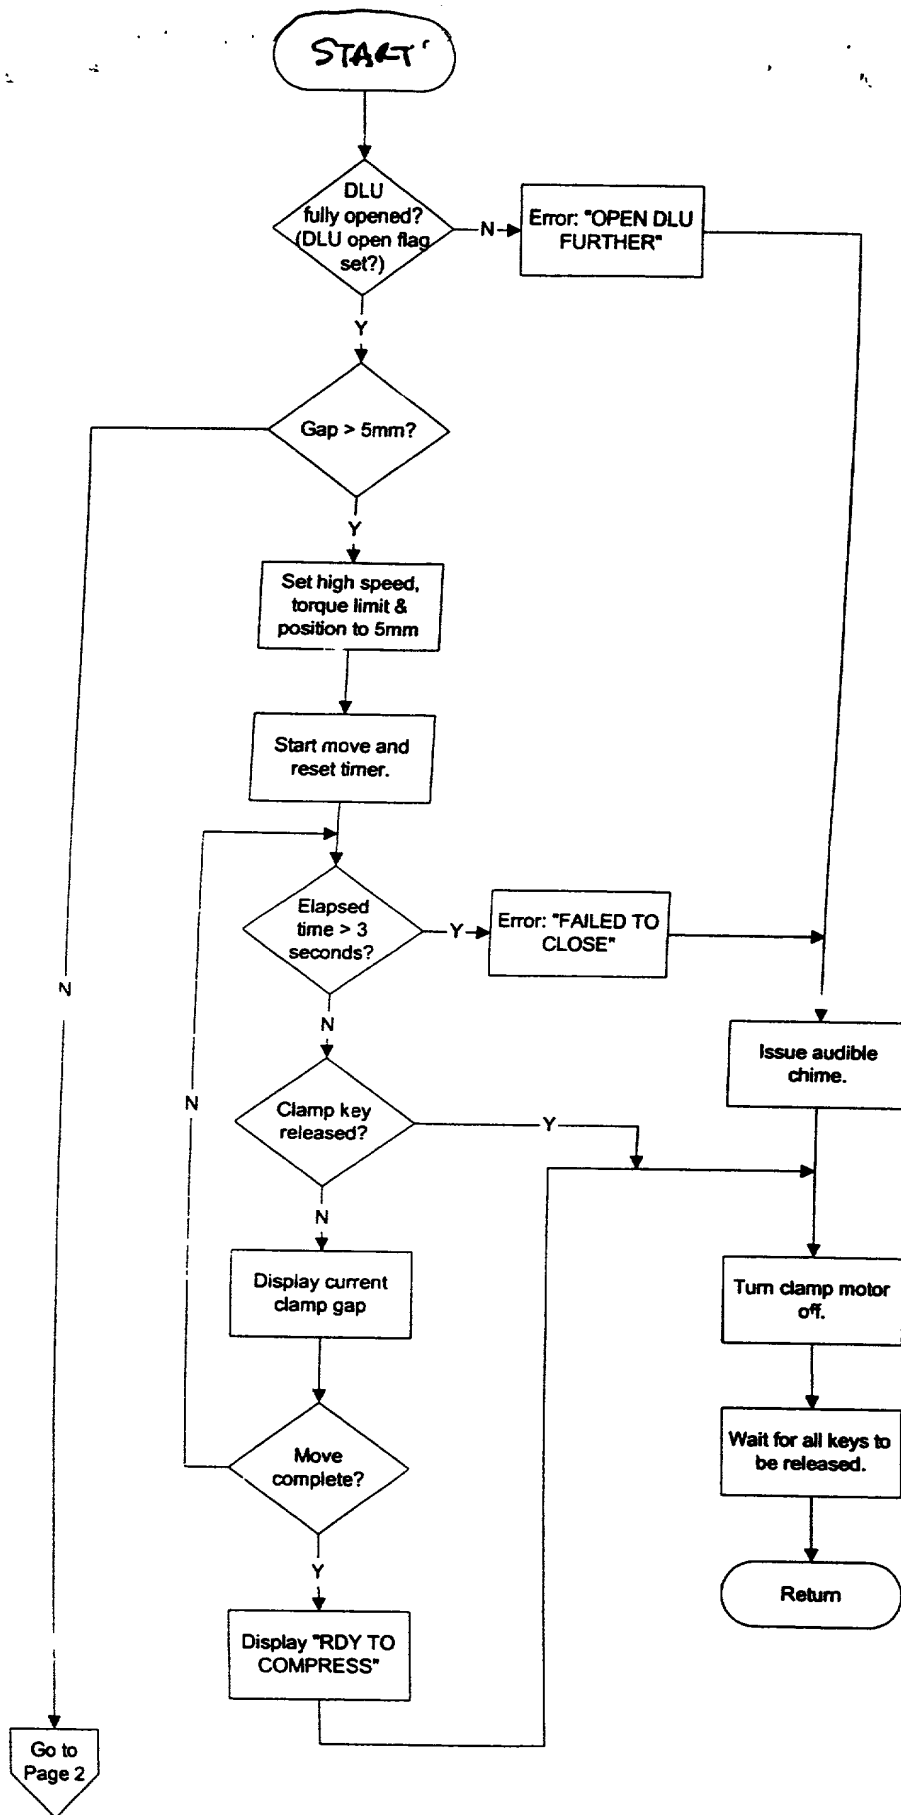 START
DLU
fully opened?
(DLU open flag
set?)
N
Error: "OPEN DLU
FURTHER"
Y
Gap > 5mm?
Y
Set high speed,
torque limit &
position to 5mm
Start move and
reset timer.
Elapsed
time > 3
seconds?
Y
Error: "FAILED TO
CLOSE"
N
N
Issue audible
chime.
Clamp key
released?
Y
N
N
Display current
clamp gap
Turn clamp motor
off.
Move
complete?
Wait for all keys to
be released.
Y
Return
Display "RDY TO
COMPRESS"
Go to
Page 2